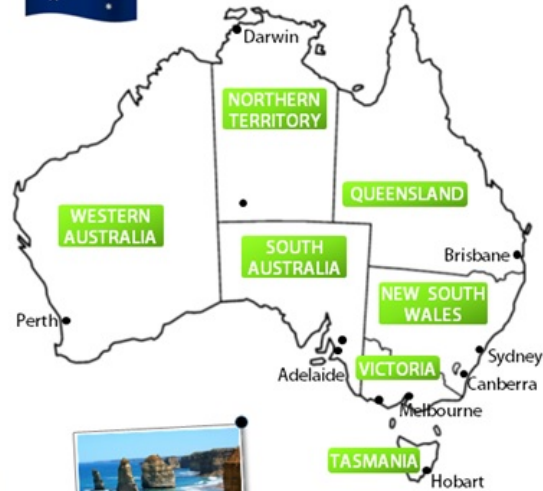 Darwin
NORTHERN
TERRITORY
QUEENSLAND
WESTERN
AUSTRALIA
SOUTH
AUSTRALIA
Brisbane
NEW SOUTH
WALES
Perth
Sydney
Adelaide
VICTORIA
Canberra
Melbourne
TASMANIA
Hobart